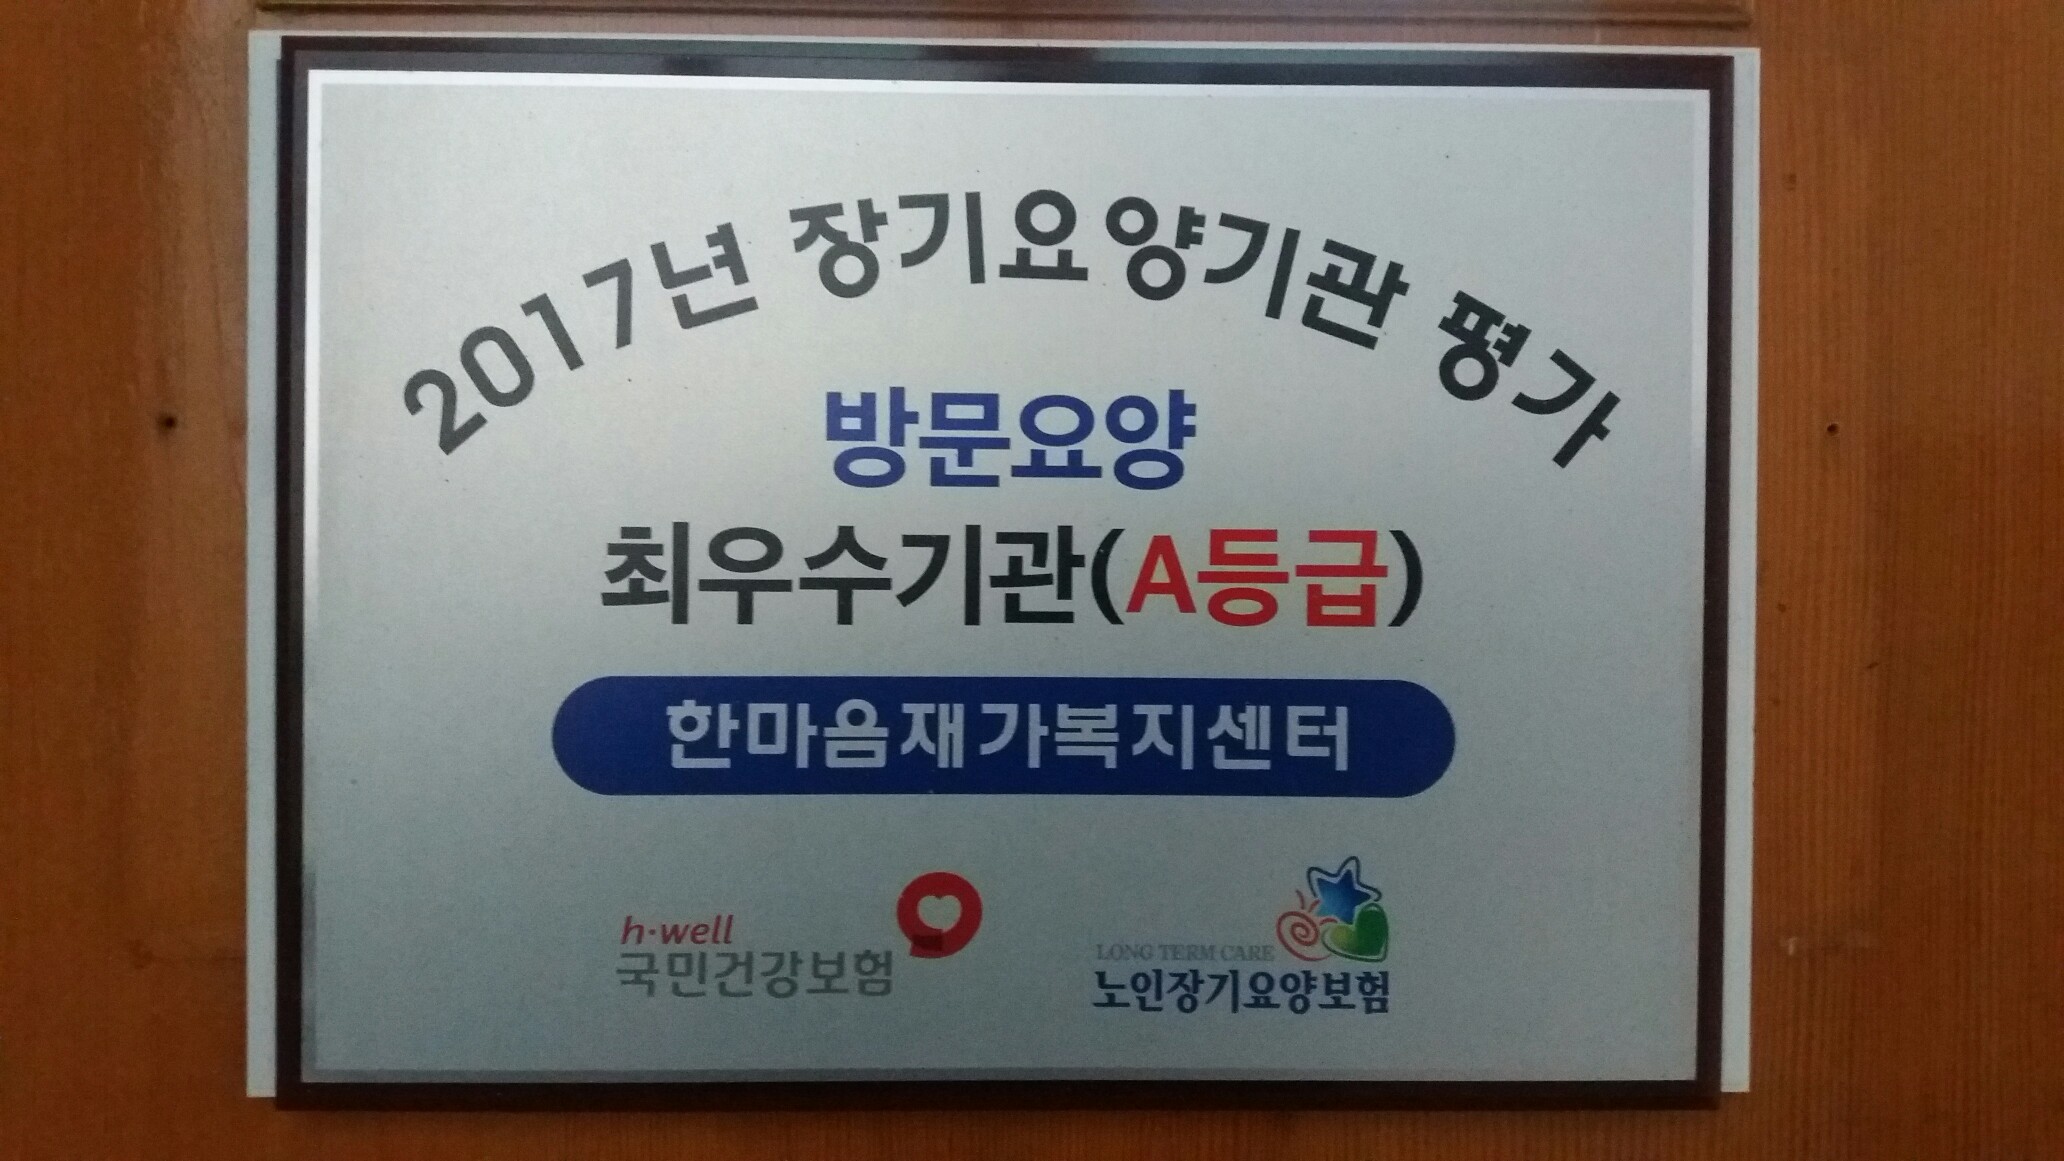 2017년 장기요양기관 평가
방문요양
최우수기관(A등급)
한마음재가복지센터
h·well
국민건강보험
LONG TERM CARE
노인장기요양보험